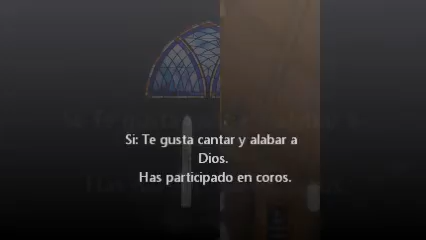 Si: Te gusta cantar y alabar a
Dios.
Has participado en coros.